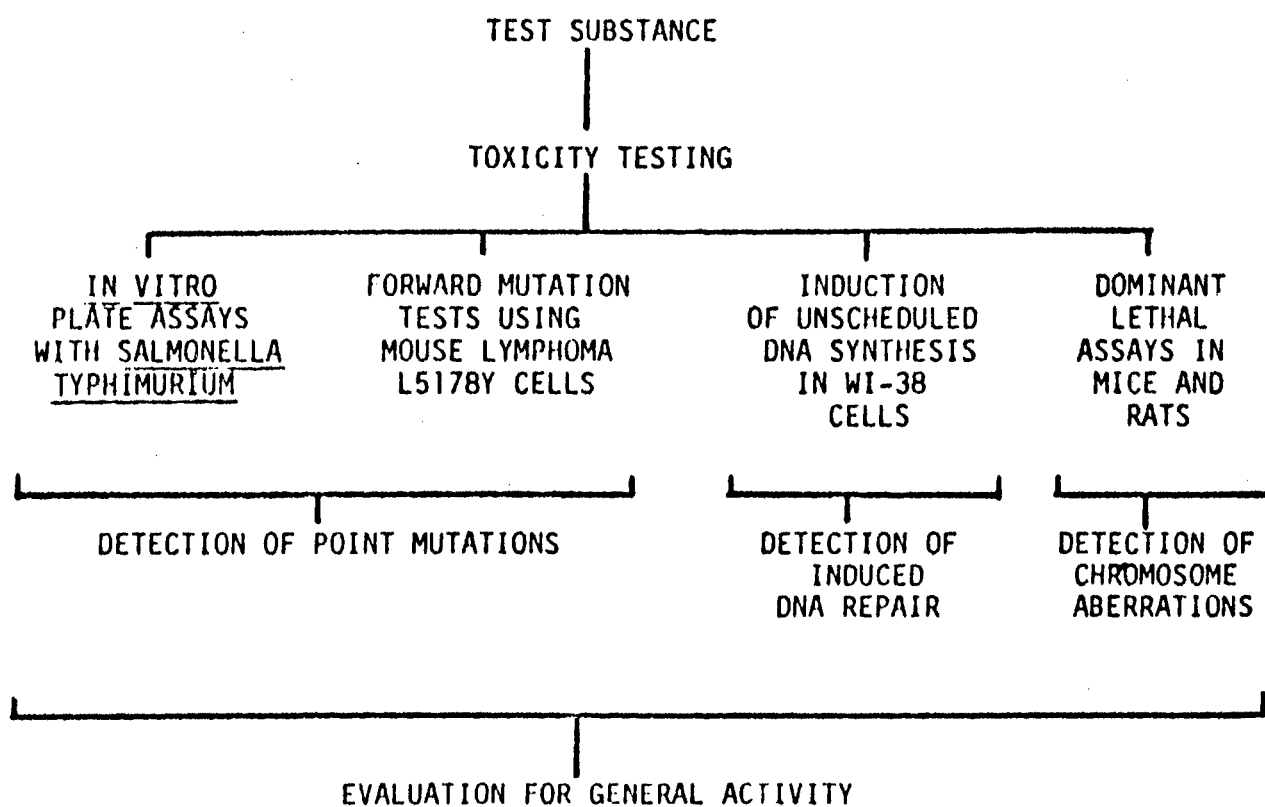 TEST SUBSTANCE
TOXICITY TESTING
IN VITRO
PLATE ASSAYS
WITH SALMONELLA
TYPHIMURIUM
FORWARD MUTATION
TESTS USING
MOUSE LYMPHOMA
L5178Y CELLS
INDUCTION
OF UNSCHEDULED
DNA SYNTHESIS
IN WI-38
CELLS
DOMINANT
LETHAL
ASSAYS IN
MICE AND
RATS
DETECTION OF POINT MUTATIONS
DETECTION OF
INDUCED
DNA REPAIR
DETECTION OF
CHROMOSOME
ABERRATIONS
EVALUATION FOR GENERAL ACTIVITY